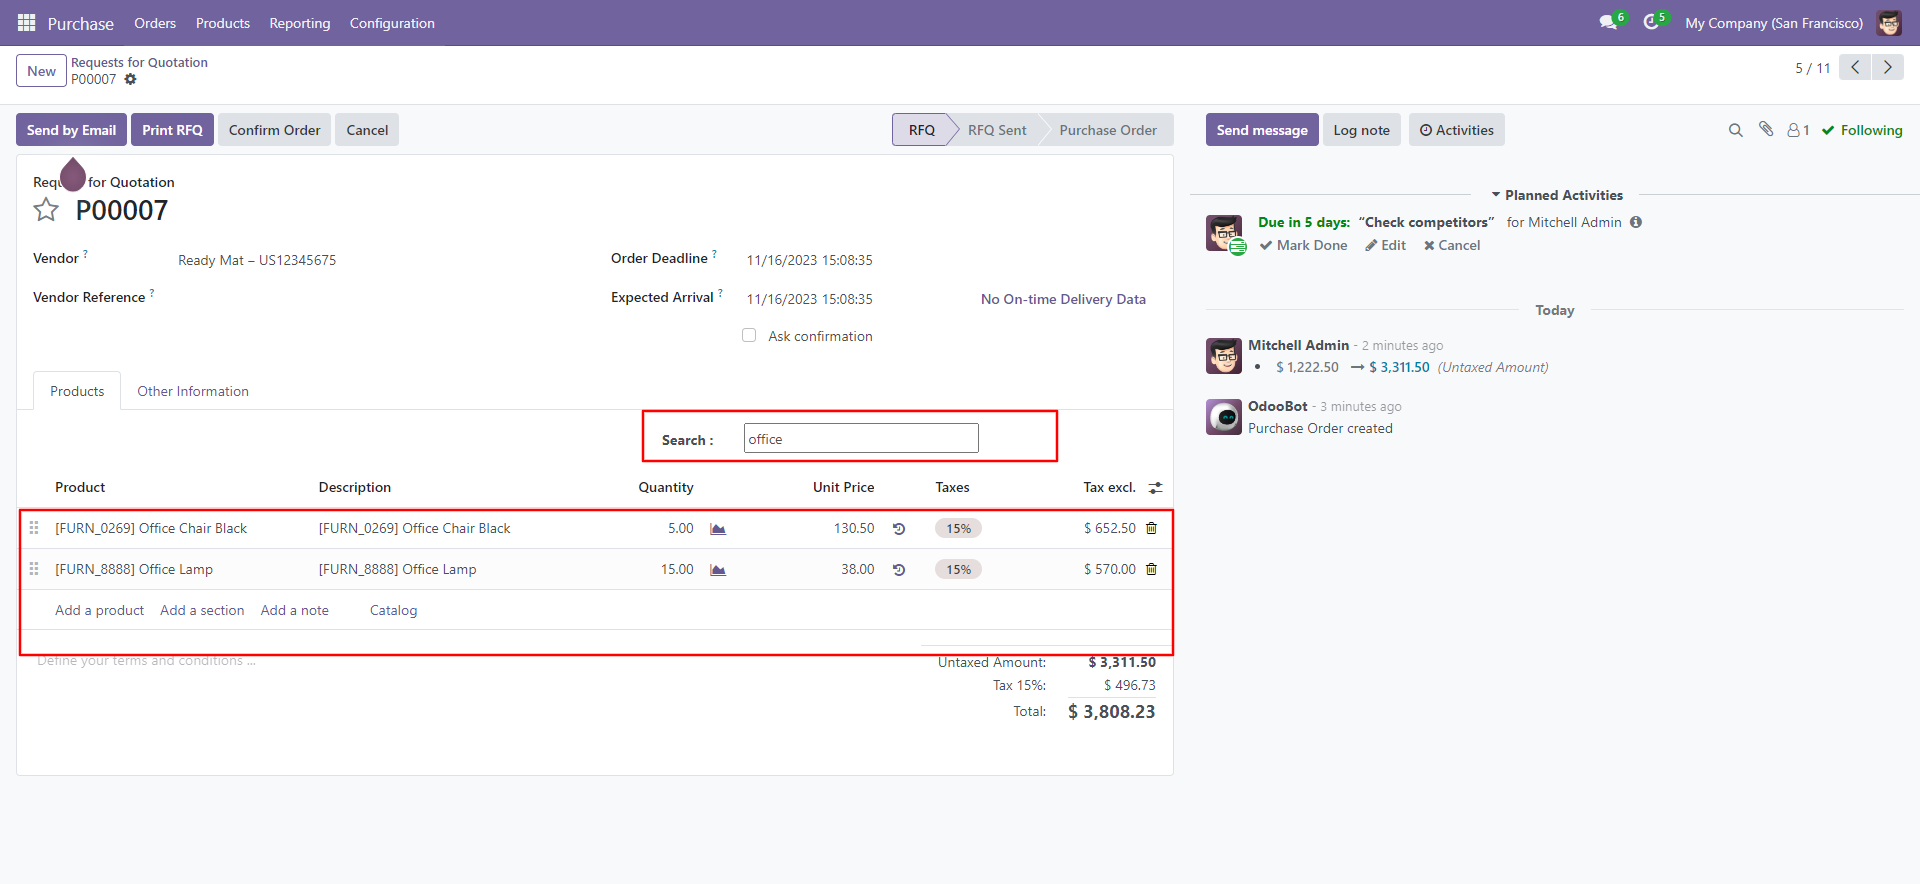 Purchase Orders Products Reporting Configuration 6 5 My Company (San Francisco)
New Requests for Quotation
P00007
5 / 11
Send by Email Print RFQ Confirm Order Cancel RFQ RFQ Sent Purchase Order
Send message Log note Activities 1 Following
for Quotation
P00007
Vendor ? Ready Mat – US12345675
Vendor Reference ?
Order Deadline ? 11/16/2023 15:08:35
Expected Arrival ? 11/16/2023 15:08:35 No On-time Delivery Data
Ask confirmation
Products Other Information
Search : office
Product Description Quantity Unit Price Taxes Tax excl.
[FURN_0269] Office Chair Black [FURN_0269] Office Chair Black 5.00 130.50 15% $ 652.50
[FURN_8888] Office Lamp [FURN_8888] Office Lamp 15.00 38.00 15% $ 570.00
Add a product Add a section Add a note Catalog
Define your terms and conditions ...
Untaxed Amount: $ 3,311.50
Tax 15%: $ 496.73
Total: $ 3,808.23
Planned Activities
Due in 5 days: “Check competitors” for Mitchell Admin
Mark Done Edit Cancel
Today
Mitchell Admin - 2 minutes ago
• $ 1,222.50 → $ 3,311.50 (Untaxed Amount)
OdooBot - 3 minutes ago
Purchase Order created